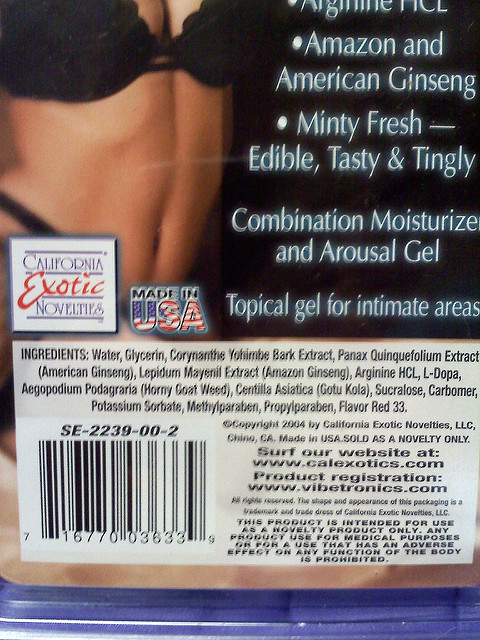 • Arginine HCL
• Amazon and
American Ginseng
• Minty Fresh —
Edible, Tasty & Tingly
Combination Moisturize
and Arousal Gel
CALIFORNIA
Exotic
NOVELTIES
MADE IN
USA
Topical gel for intimate areas
INGREDIENTS: Water, Glycerin, Corynanthe Yohimbe Bark Extract, Panax Quinquefolium Extract
(American Ginseng), Lepidum Mayenil Extract (Amazon Ginseng), Arginine HCL, L-Dopa,
Aegopodium Podagraria (Horny Goat Weed), Centilla Asiatica (Gotu Kola), Sucralose, Carbomer,
Potassium Sorbate, Methylparaben, Propylparaben, Flavor Red 33.
SE-2239-00-2
7 16770 03633 9
©Copyright 2004 by California Exotic Novelties, LLC,
Chino, CA. Made in USA.SOLD AS A NOVELTY ONLY.
Surf our website at:
www.calexotics.com
Product registration:
www.vibetronics.com
All rights reserved. The shape and appearance of this packaging is a
trademark and trade dress of California Exotic Novelties, LLC.
THIS PRODUCT IS INTENDED FOR USE
AS A NOVELTY PRODUCT ONLY. ANY
PRODUCT USE FOR MEDICAL PURPOSES
OR FOR A USE THAT HAS AN ADVERSE
EFFECT ON ANY FUNCTION OF THE BODY
IS PROHIBITED.